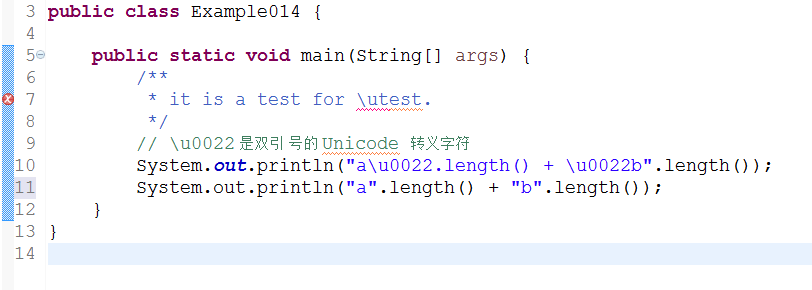 3 public class Example014 {
4
5 public static void main(String[] args) {
6 /**
7 * it is a test for \utest.
8 */
9 // \u0022是双引号的Unicode 转义字符
10 System.out.println("a\u0022.length() + \u0022b".length());
11 System.out.println("a".length() + "b".length());
12 }
13 }
14